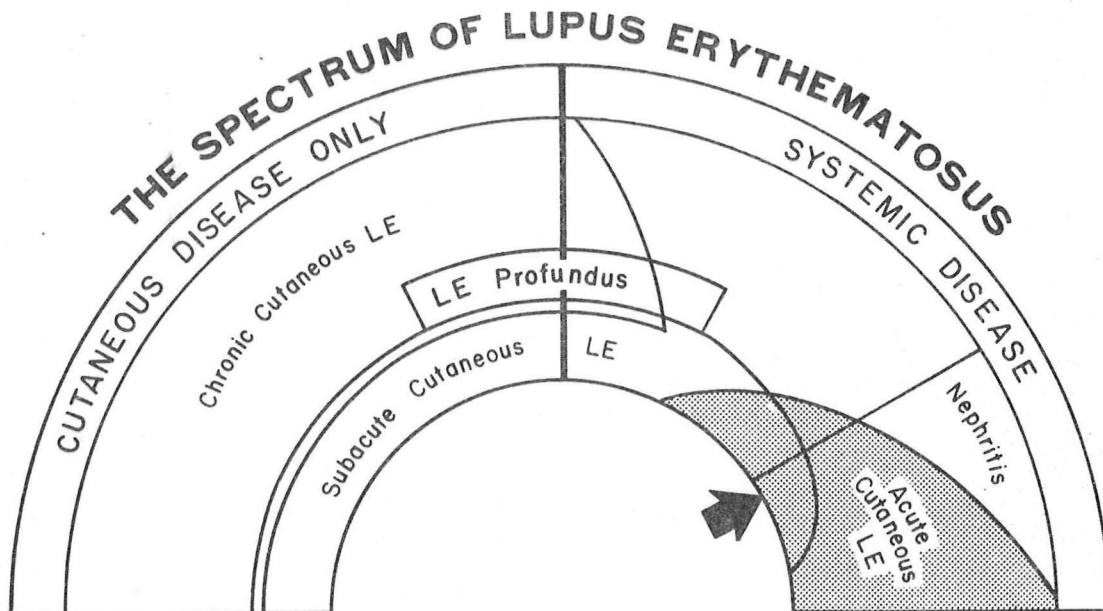 THE SPECTRUM OF LUPUS ERYTHEMATOSUS
CUTANEOUS DISEASE ONLY
SYSTEMIC DISEASE
Chronic Cutaneous LE
LE Profundus
Subacute Cutaneous LE
Nephritis
Acute
Cutaneous
LE